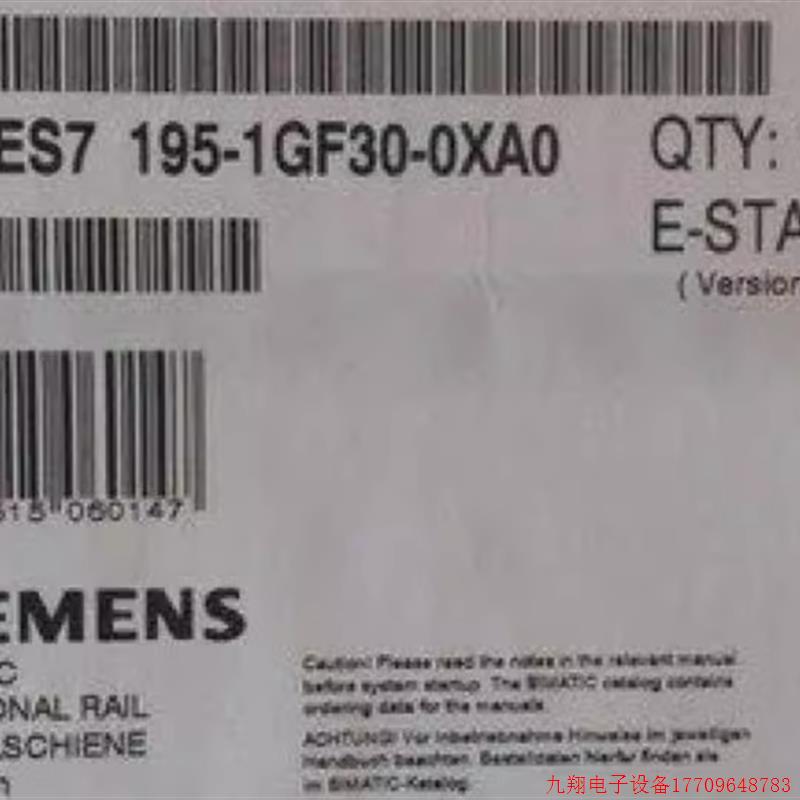 ES7 195-1GF30-0XA0
QTY:
E-STA
( Version
515 060147
EMENS
C
ONAL RAIL
LSCHIENE
Caution! Please read the notes in the relevant manual
before system startup. The SIMATIC catalog contains
ordering data for the manuals.
ACHTUNG! Vor Inbetriebnahme Hinweise im jeweiligen
Handbuch beachten. Bestelldaten hierfür finden sie
im SIMATIC-Katalog.
九翔电子设备17709648783